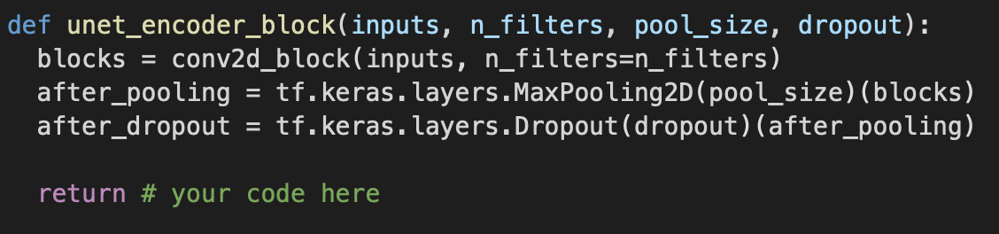 def unet_encoder_block(inputs, n_filters, pool_size, dropout):
  blocks = conv2d_block(inputs, n_filters=n_filters)
  after_pooling = tf.keras.layers.MaxPooling2D(pool_size)(blocks)
  after_dropout = tf.keras.layers.Dropout(dropout)(after_pooling)

  return # your code here